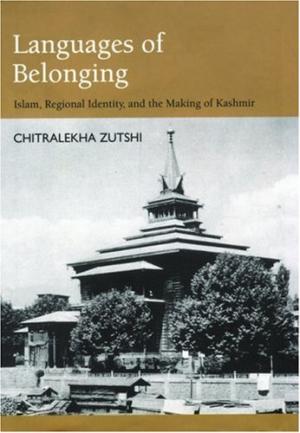 Languages of
Belonging
Islam, Regional Identity, and the Making of Kashmir
CHITRALEKHA ZUTSHI